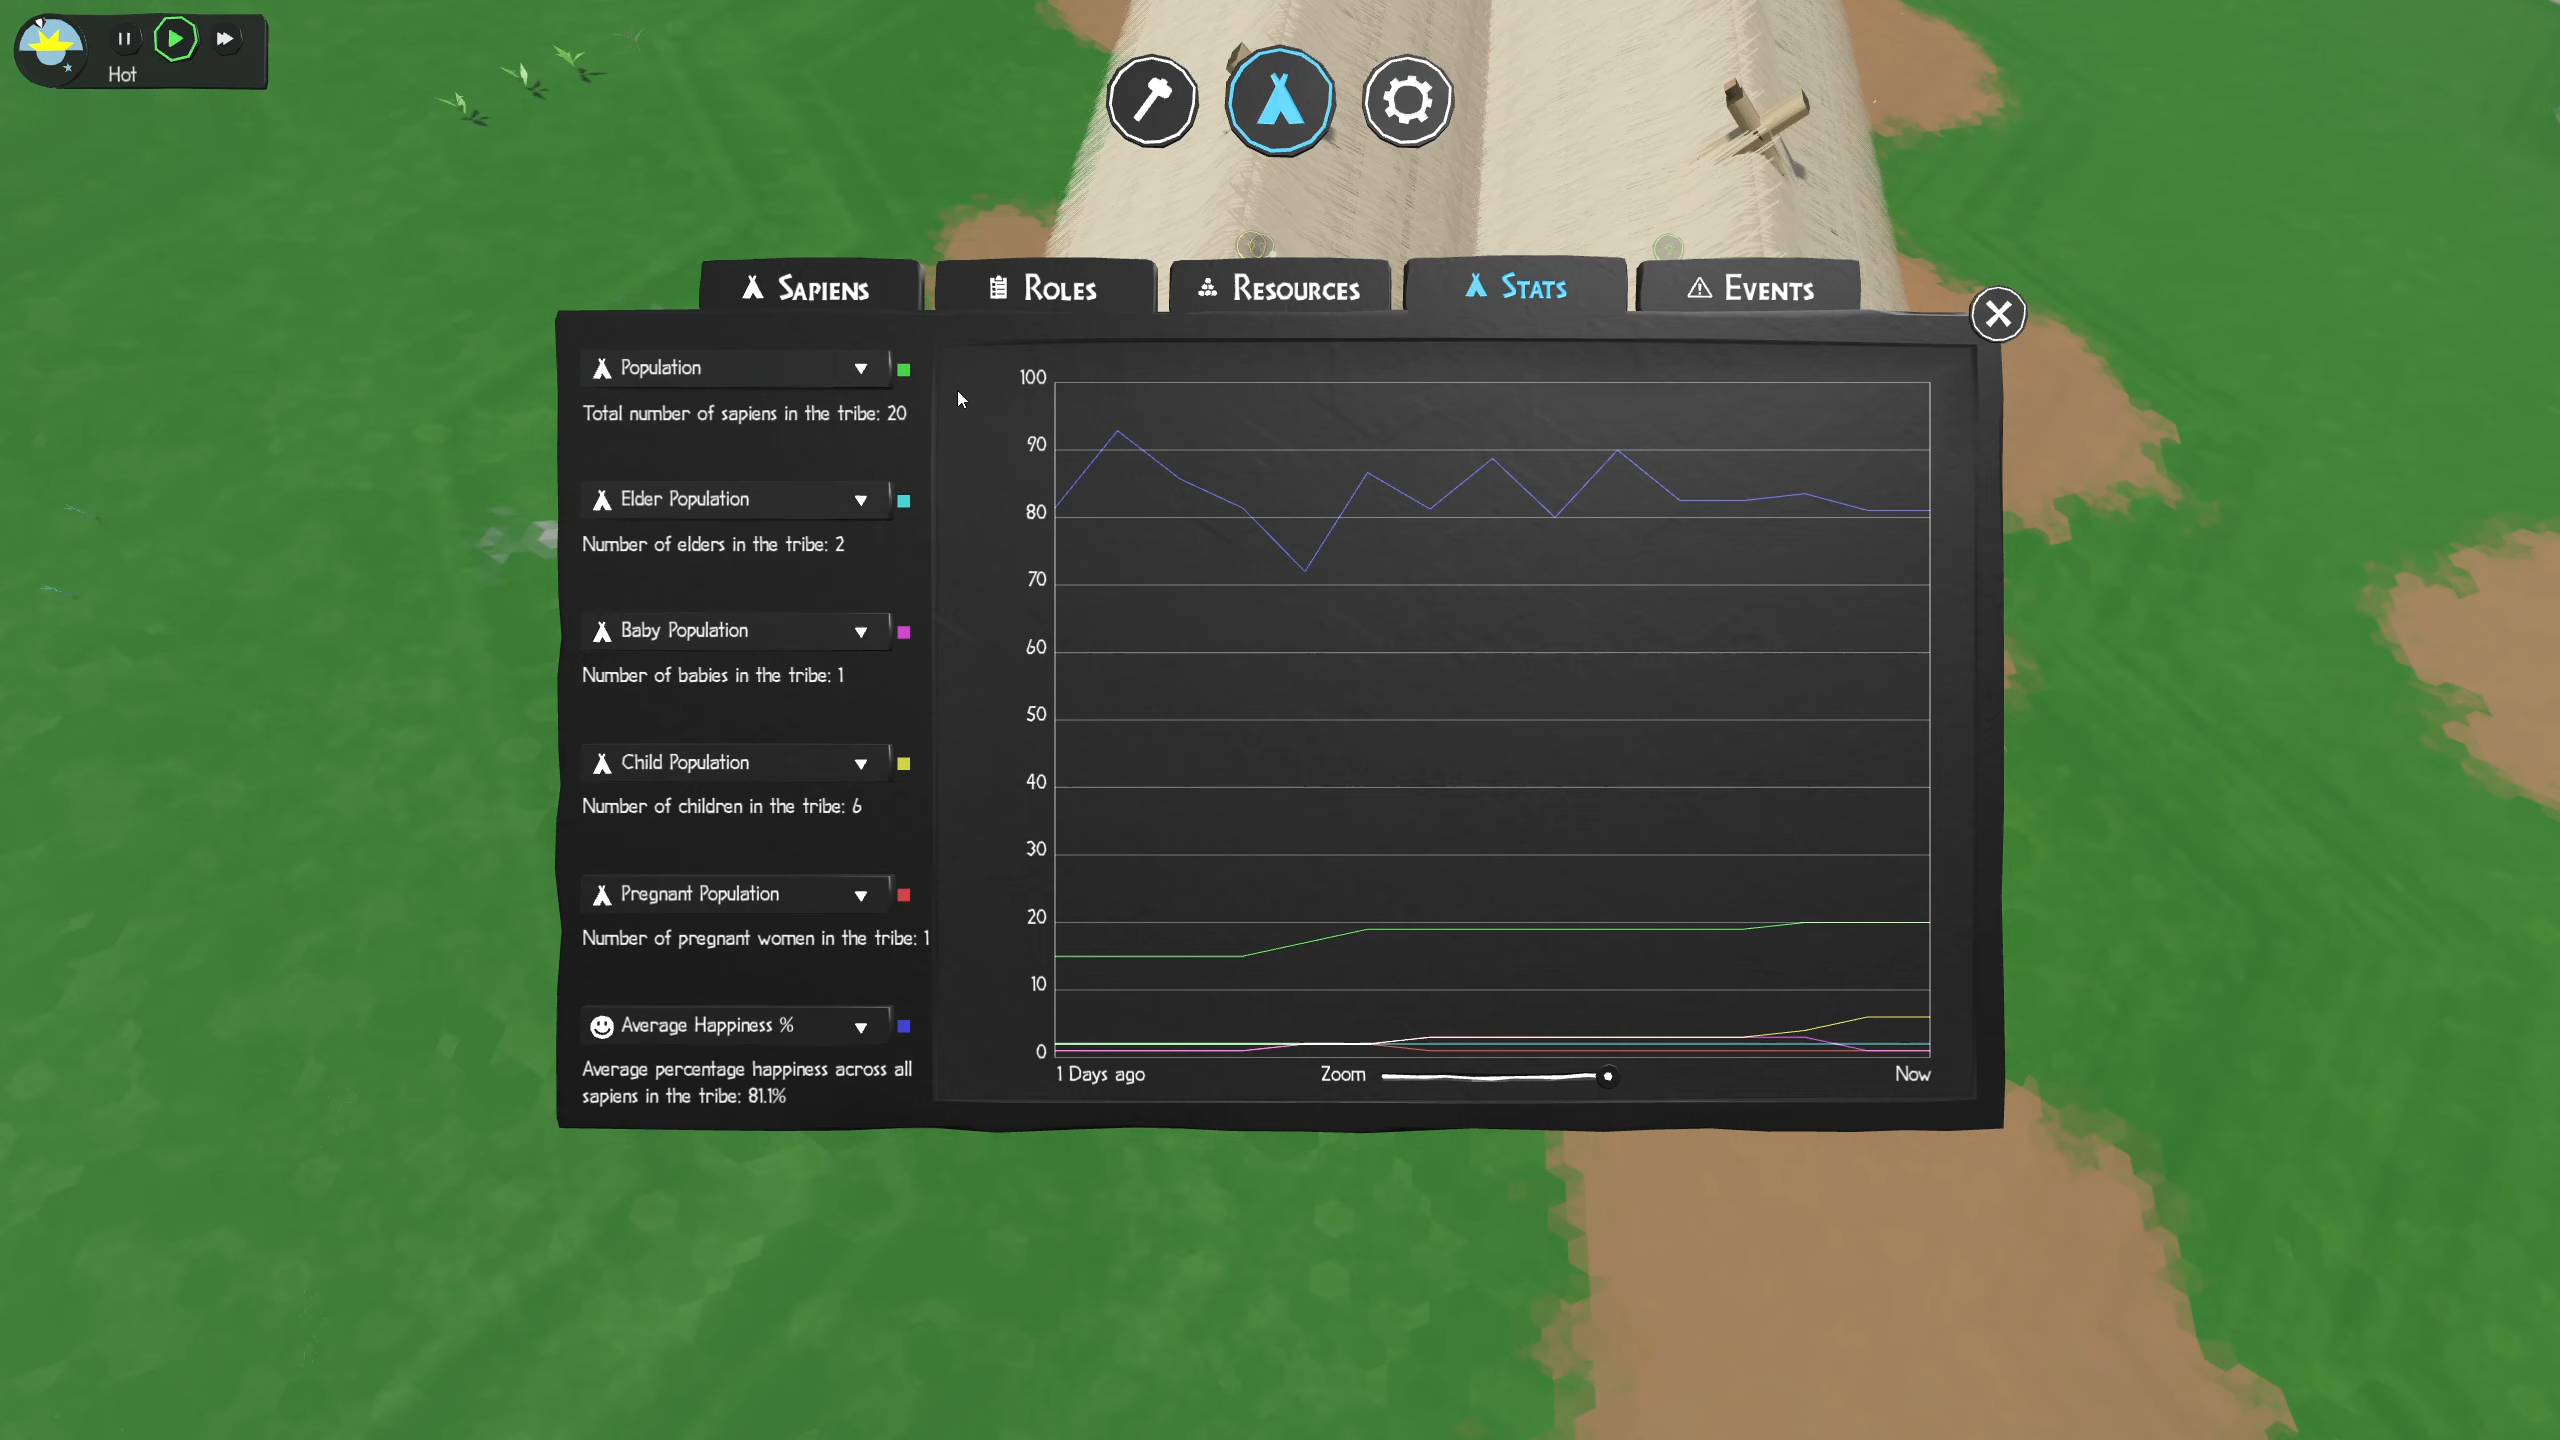 Hot
SAPIENS
ROLES
RESOURCES
STATS
EVENTS
Population
Total number of sapiens in the tribe: 20
Elder Population
Number of elders in the tribe: 2
Baby Population
Number of babies in the tribe: 1
Child Population
Number of children in the tribe: 6
Pregnant Population
Number of pregnant women in the tribe: 1
Average Happiness %
Average percentage happiness across all
sapiens in the tribe: 81.1%
100
90
80
70
60
50
40
30
20
10
0
1 Days ago
Zoom
Now